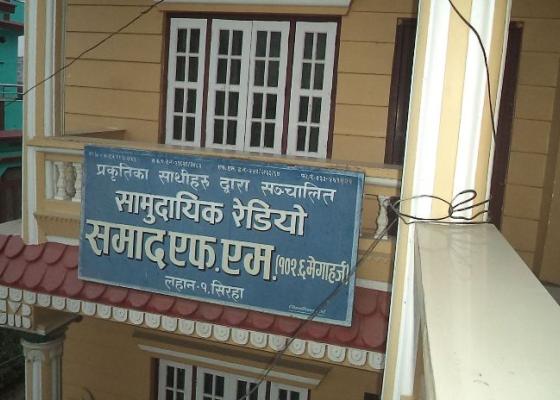 प्रकृतिका साथीहरु द्वारा सञ्चालित
सामुदायिक रेडियो
समाद एफ.एम. (१०२.६ मेगाहर्ज)
लहान-१, सिरहा